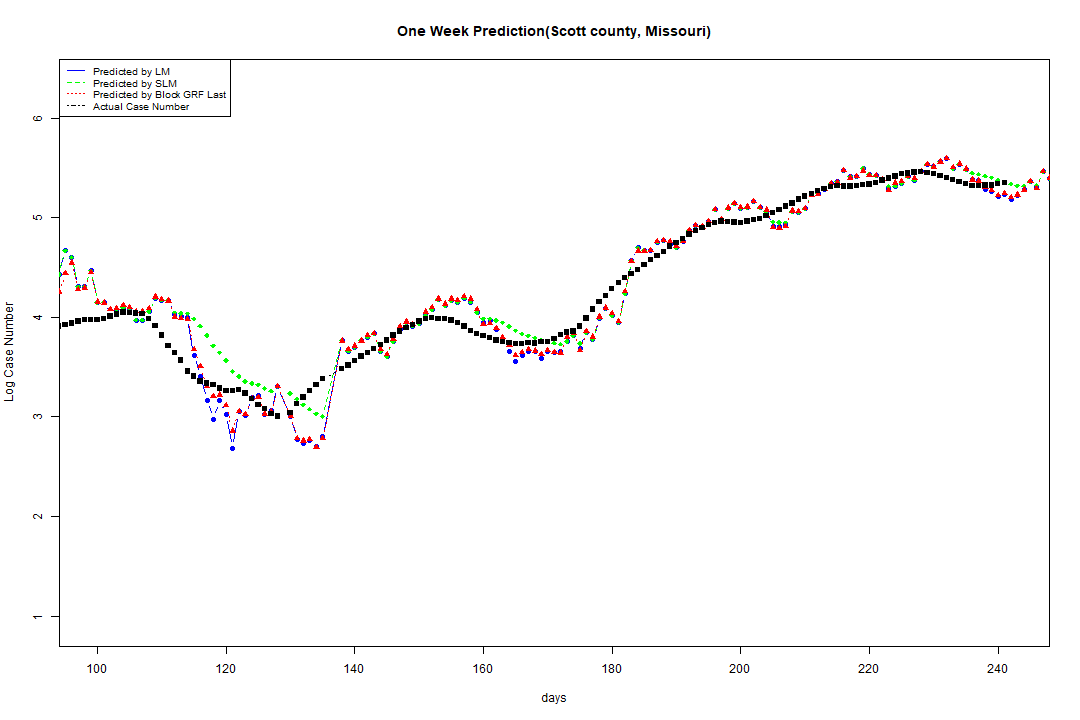 One Week Prediction(Scott county, Missouri)
Predicted by LM
Predicted by SLM
Predicted by Block GRF Last
Actual Case Number
Log Case Number
6
5
4
3
2
1
100 120 140 160 180 200 220 240
days